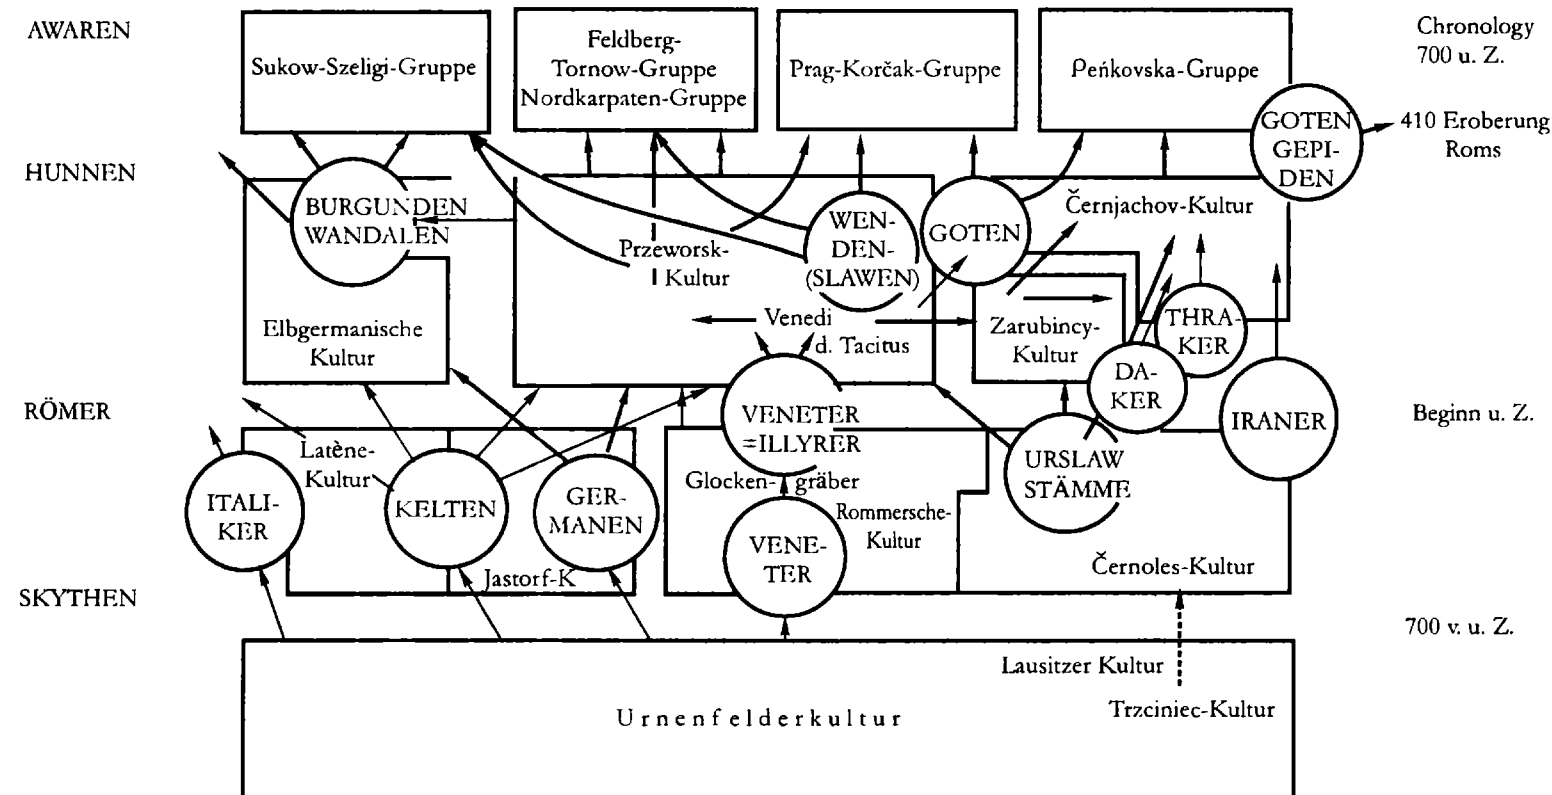 AWAREN
Sukow-Szeligi-Gruppe
Feldberg-
Tornow-Gruppe
Nordkarpaten-Gruppe
Prag-Korčak-Gruppe
Peńkovska-Gruppe
Chronology
700 u. Z.
GOTEN
GEPI-
DEN
410 Eroberung
Roms
HUNNEN
BURGUNDEN
WANDALEN
Przeworsk-
Kultur
WEN-
DEN-
(SLAWEN)
GOTEN
Černjachov-Kultur
Elbgermanische
Kultur
Venedi
d. Tacitus
Zarubincy-
Kultur
THRA-
KER
DA-
KER
RÖMER
VENETER
=ILLYRER
IRANER
Beginn u. Z.
Latène-
Kultur
ITALI-
KER
KELTEN
GER-
MANEN
Glocken-
gräber
Rommersche-
Kultur
URSLAW
STÄMME
VENE-
TER
Jastorf-K
Černoles-Kultur
SKYTHEN
700 v. u. Z.
Lausitzer Kultur
Trzciniec-Kultur
Urnenfelderkultur